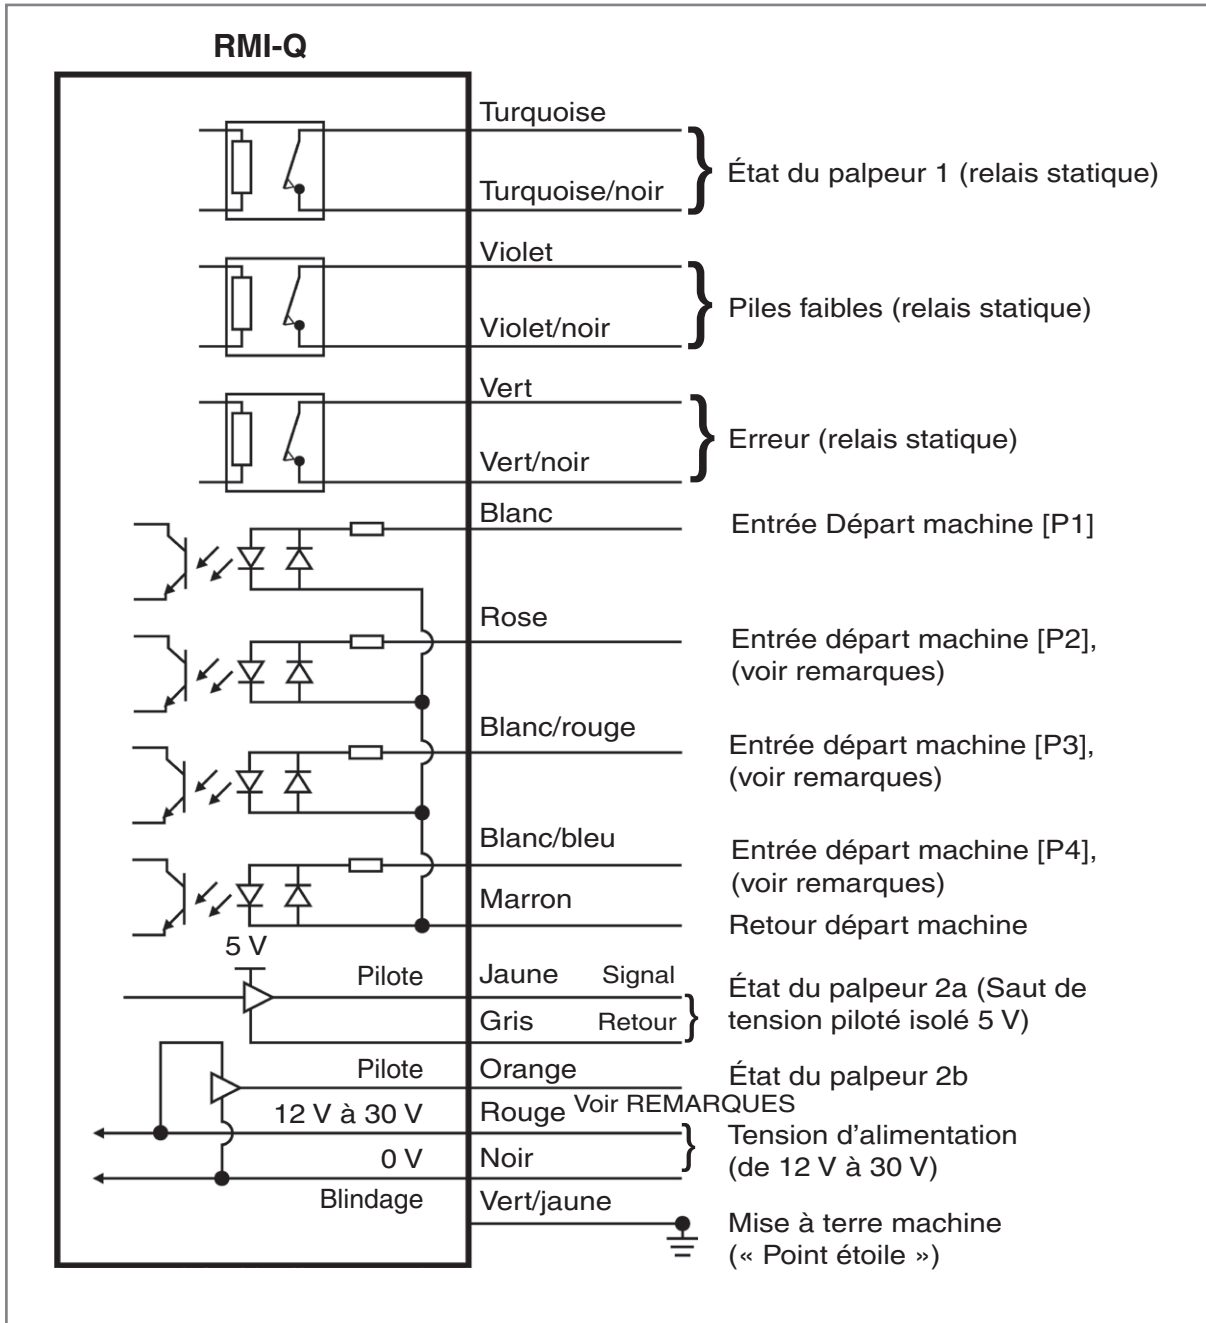 RMI-Q
Turquoise
État du palpeur 1 (relais statique)
Turquoise/noir
Violet
Piles faibles (relais statique)
Violet/noir
Vert
Erreur (relais statique)
Vert/noir
Blanc
Entrée Départ machine [P1]
Rose
Entrée départ machine [P2],
(voir remarques)
Blanc/rouge
Entrée départ machine [P3],
(voir remarques)
Blanc/bleu
Entrée départ machine [P4],
(voir remarques)
Marron
Retour départ machine
5 V
Pilote
Jaune
Signal
État du palpeur 2a (Saut de
tension piloté isolé 5 V)
Gris
Retour
Pilote
Orange
État du palpeur 2b
12 V à 30 V
Rouge
Voir REMARQUES
Tension d’alimentation
(de 12 V à 30 V)
0 V
Noir
Blindage
Vert/jaune
Mise à terre machine
(« Point étoile »)